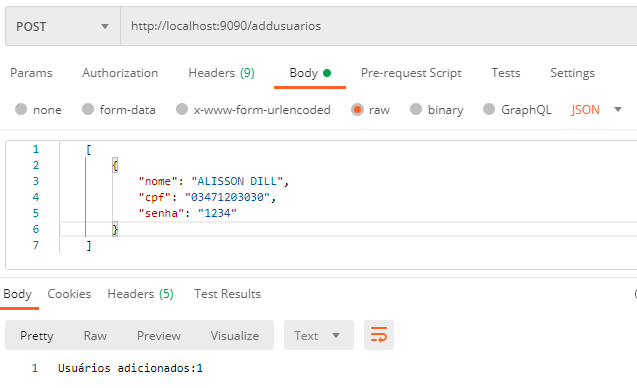 POST http://localhost:9090/addusuarios
Params Authorization Headers (9) Body Pre-request Script Tests Settings
none form-data x-www-form-urlencoded raw binary GraphQL JSON
1 [
2 {
3 "nome": "ALISSON DILL",
4 "cpf": "03471203030",
5 "senha": "1234"
6 }
7 ]
Body Cookies Headers (5) Test Results
Pretty Raw Preview Visualize Text
1 Usuários adicionados:1